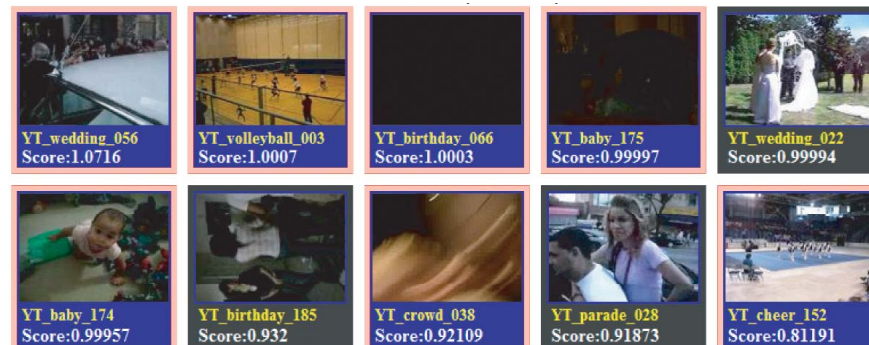 YT_wedding_056
Score:1.0716
YT_volleyball_003
Score:1.0007
YT_birthday_066
Score:1.0003
YT_baby_175
Score:0.99997
YT_wedding_022
Score:0.99994
YT_baby_174
Score:0.99957
YT_birthday_185
Score:0.932
YT_crowd_038
Score:0.92109
YT_parade_028
Score:0.91873
YT_cheer_152
Score:0.81191